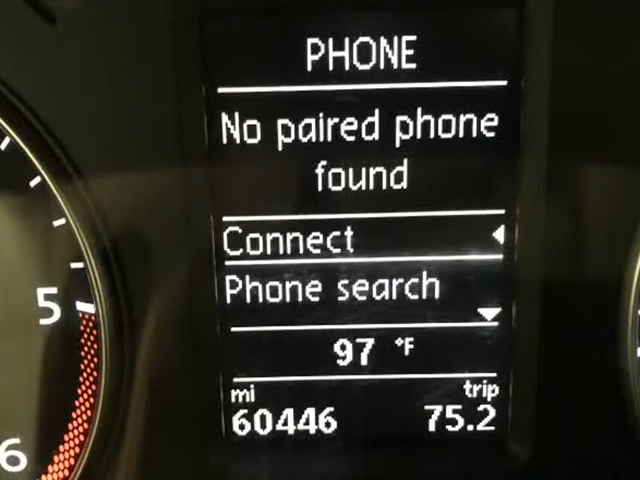 PHONE
No paired phone
found
Connect
Phone search
97 °F
mi trip
60446 75.2
5
6